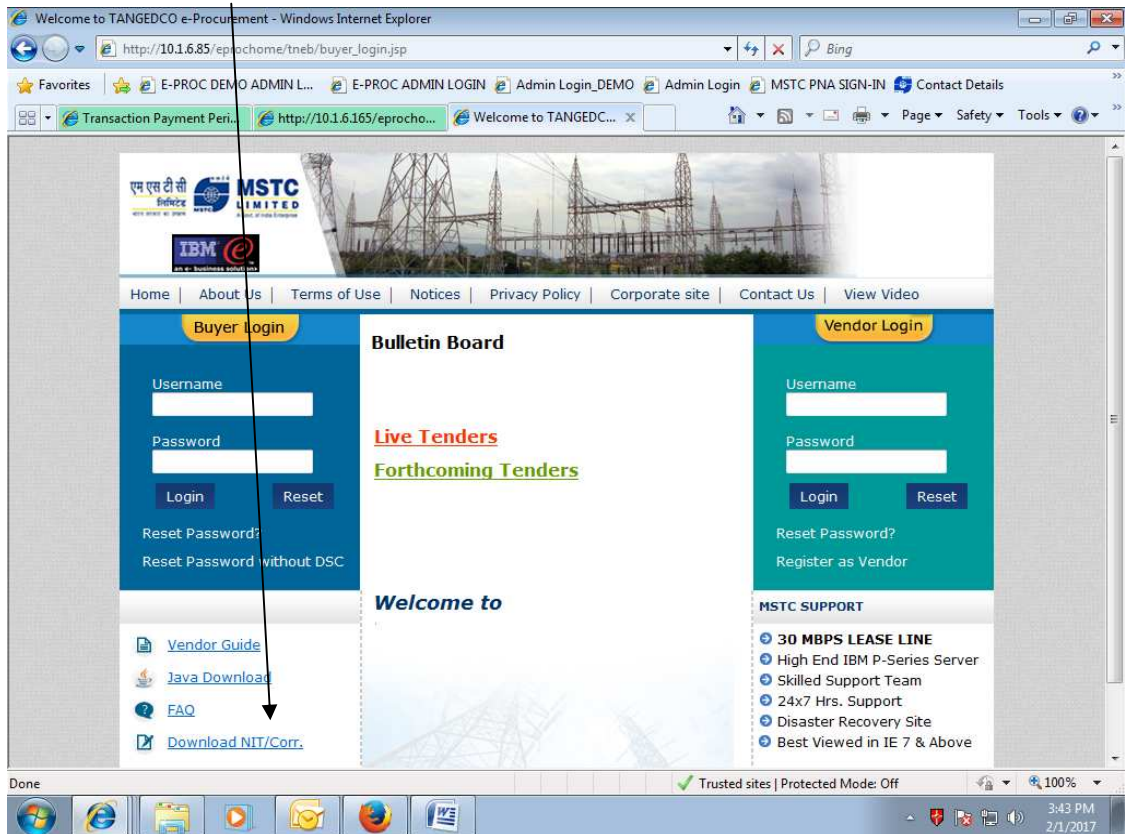 Welcome to TANGEDCO e-Procurement - Windows Internet Explorer
http://10.1.6.85/eprochome/tneb/buyer_login.jsp
Bing
Favorites E-PROC DEMO ADMIN L... E-PROC ADMIN LOGIN Admin Login_DEMO Admin Login MSTC PNA SIGN-IN Contact Details
Transaction Payment Peri... http://10.1.6.165/eprocho... Welcome to TANGEDC... X Page Safety Tools
एम एस टी सी
लिमिटेड
MSTC
LIMITED
IBM
an e-business solution
Home | About Us | Terms of Use | Notices | Privacy Policy | Corporate site | Contact Us | View Video
Buyer Login
Username
Password
Login Reset
Reset Password?
Reset Password without DSC
Bulletin Board
Live Tenders
Forthcoming Tenders
Welcome to
Vendor Login
Username
Password
Login Reset
Reset Password?
Register as Vendor
Vendor Guide
Java Download
FAQ
Download NIT/Corr.
MSTC SUPPORT
30 MBPS LEASE LINE
High End IBM P-Series Server
Skilled Support Team
24x7 Hrs. Support
Disaster Recovery Site
Best Viewed in IE 7 & Above
Done Trusted sites | Protected Mode: Off 100%
3:43 PM
2/1/2017